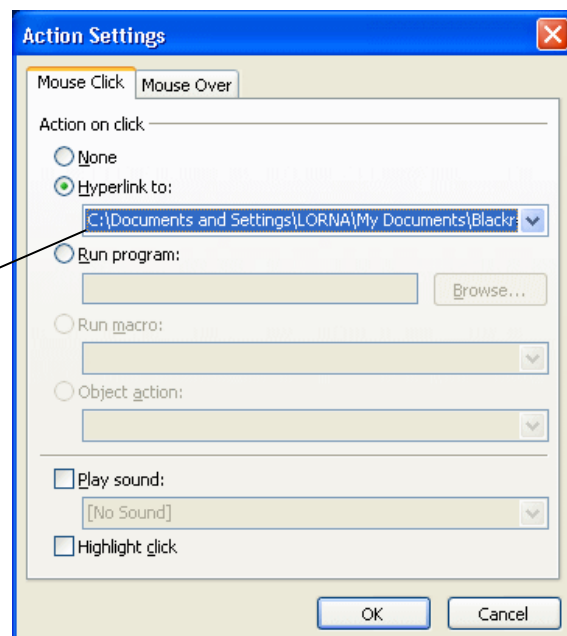 Action Settings
Mouse Click Mouse Over
Action on click
None
Hyperlink to:
C:\Documents and Settings\LORNA\My Documents\Blackr
Run program:
Browse...
Run macro:
Object action:
Play sound:
[No Sound]
Highlight click
OK Cancel